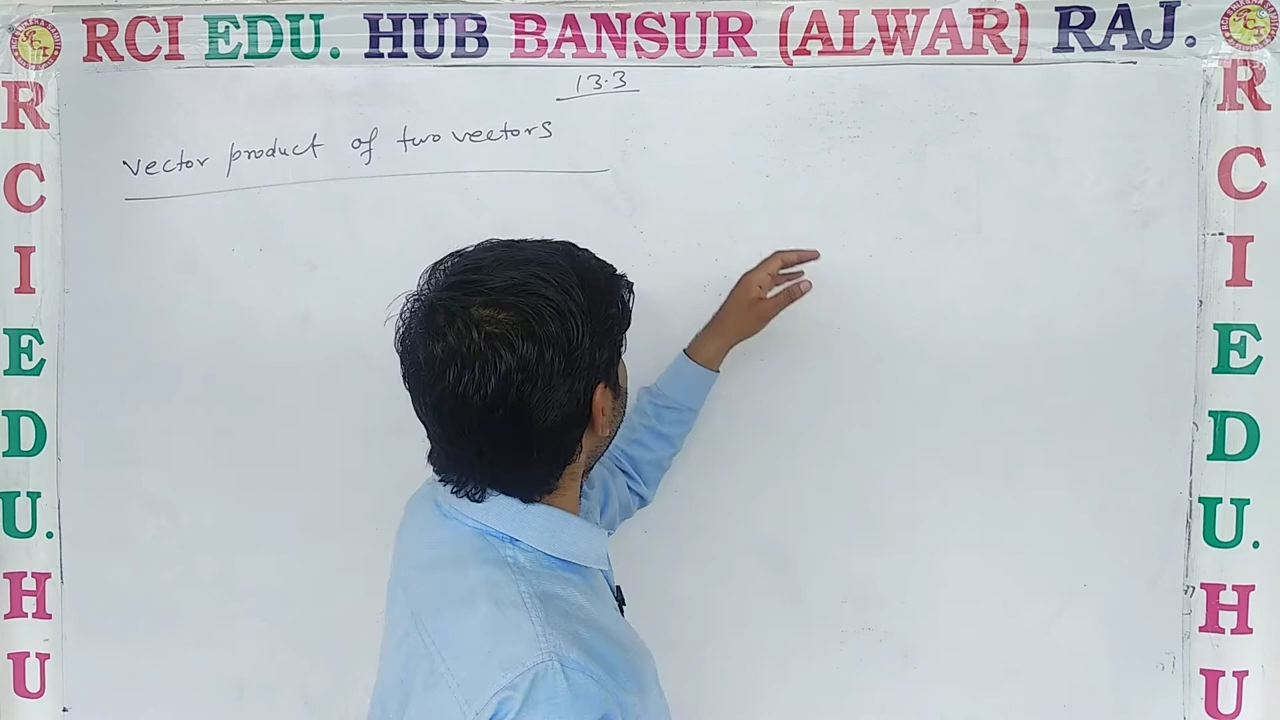 RCI EDU. HUB BANSUR (ALWAR) RAJ.
13.3
vector product of two vectors
R
C
I
E
D
U.
H
U
R
C
I
E
D
U.
H
U